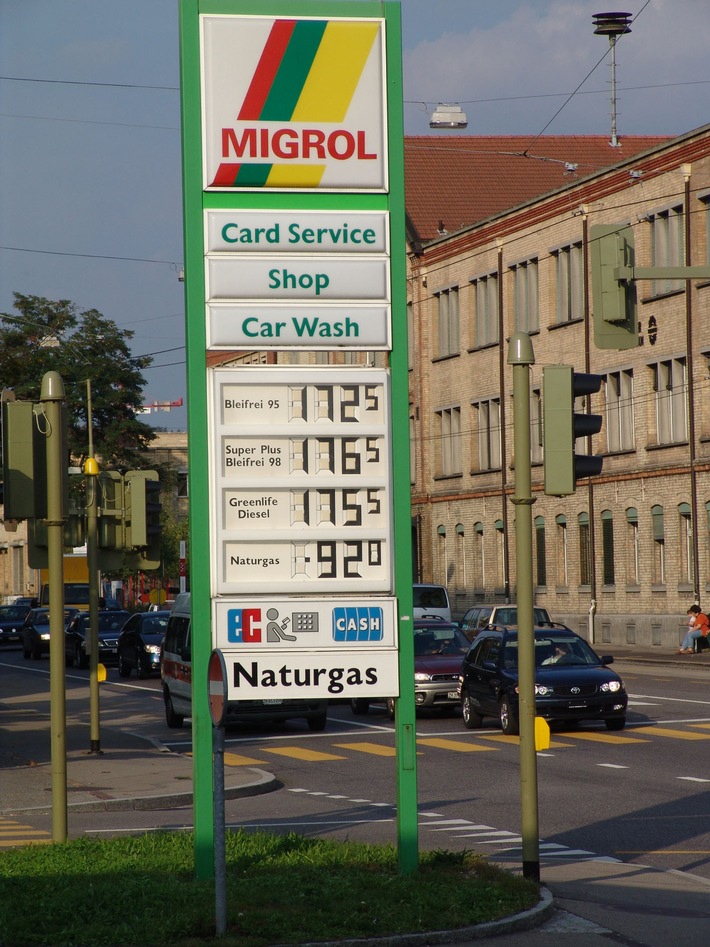 MIGROL
Card Service
Shop
Car Wash
Bleifrei 95 1725
Super Plus
Bleifrei 98 1765
Greenlife
Diesel 1755
Naturgas 920
EC CASH
Naturgas